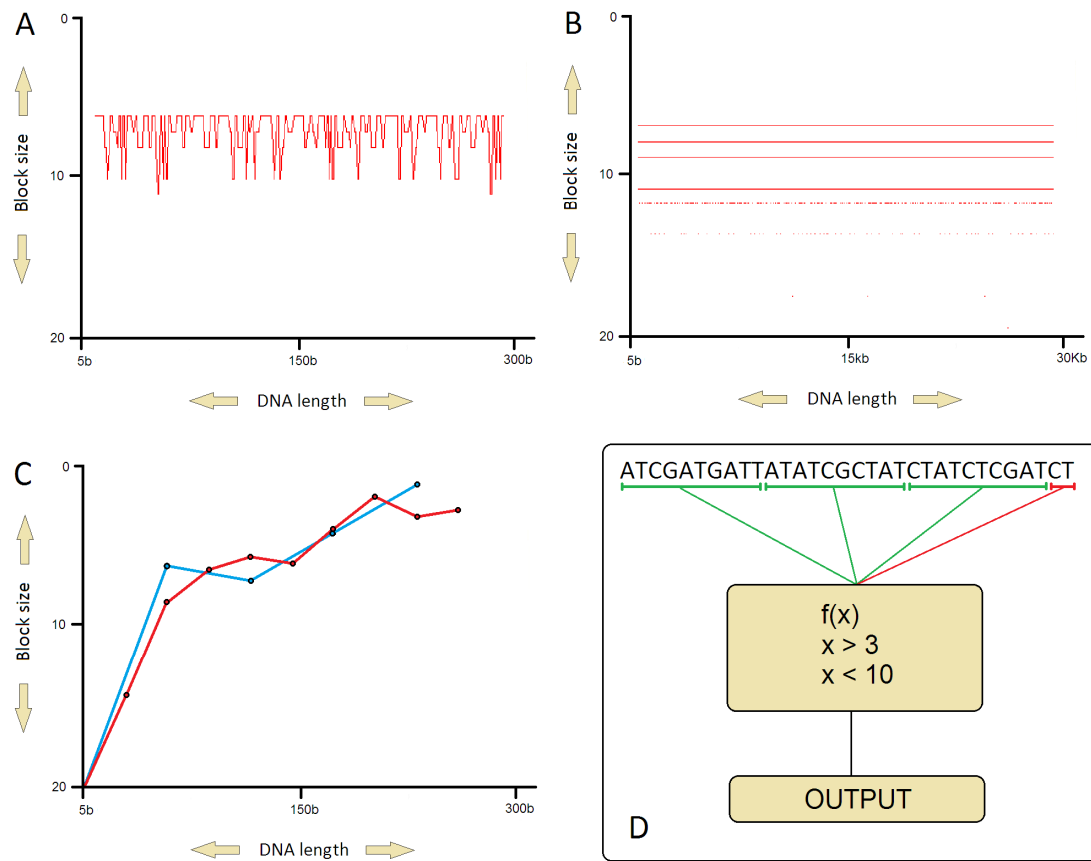 A
0
10
20
Block size
5b
150b
300b
DNA length
B
0
10
20
Block size
5b
15kb
30Kb
DNA length
C
0
10
20
Block size
5b
150b
300b
DNA length
ATCGATGATTATATCGCTATCTATCTCGATCT
f(x)
x > 3
x < 10
OUTPUT
D